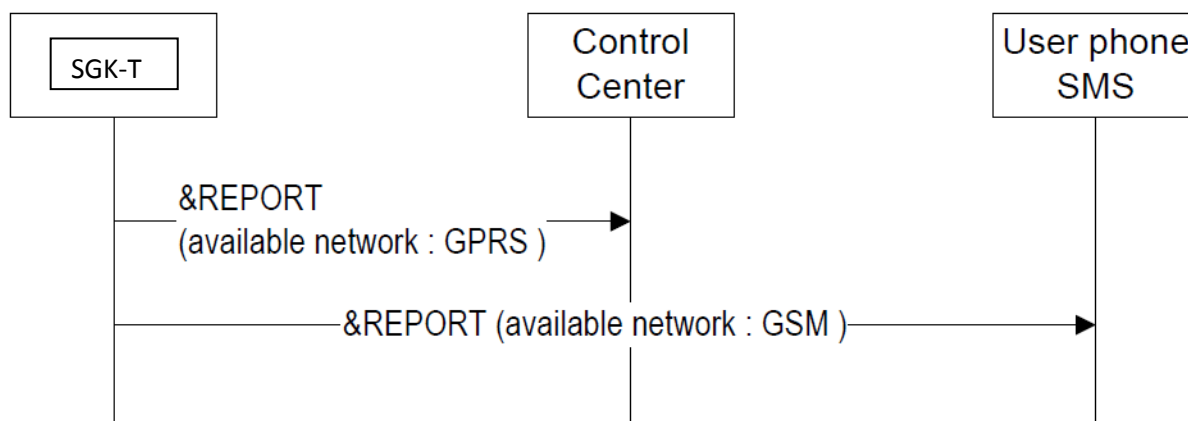 SGK-T
Control
Center
User phone
SMS
&REPORT
(available network : GPRS )
&REPORT (available network : GSM )